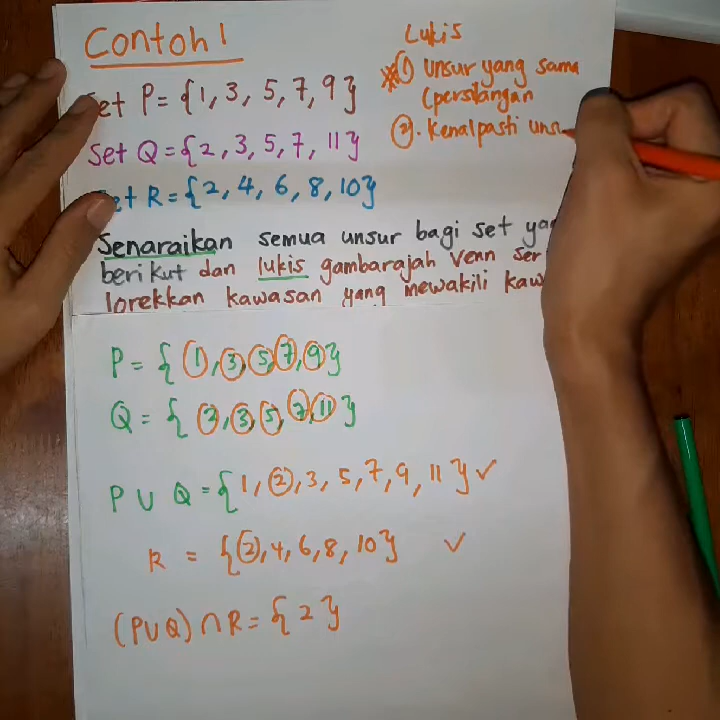 Contoh 1
Set P = {1, 3, 5, 7, 9}
Set Q = {2, 3, 5, 7, 11}
Set R = {2, 4, 6, 8, 10}
Senaraikan semua unsur bagi set
berikut dan lukis gambarajah Venn
lorekkan kawasan yang mewakili
Lukis
① Unsur yang sama
(persilangan
②. Kenalpasti
P = {1, 3, 5, 7, 9}
Q = {2, 3, 5, 7, 11}
P ∪ Q = {1, 2, 3, 5, 7, 9, 11} ✓
R = {2, 4, 6, 8, 10} ✓
(P∪Q) ∩ R = {2}